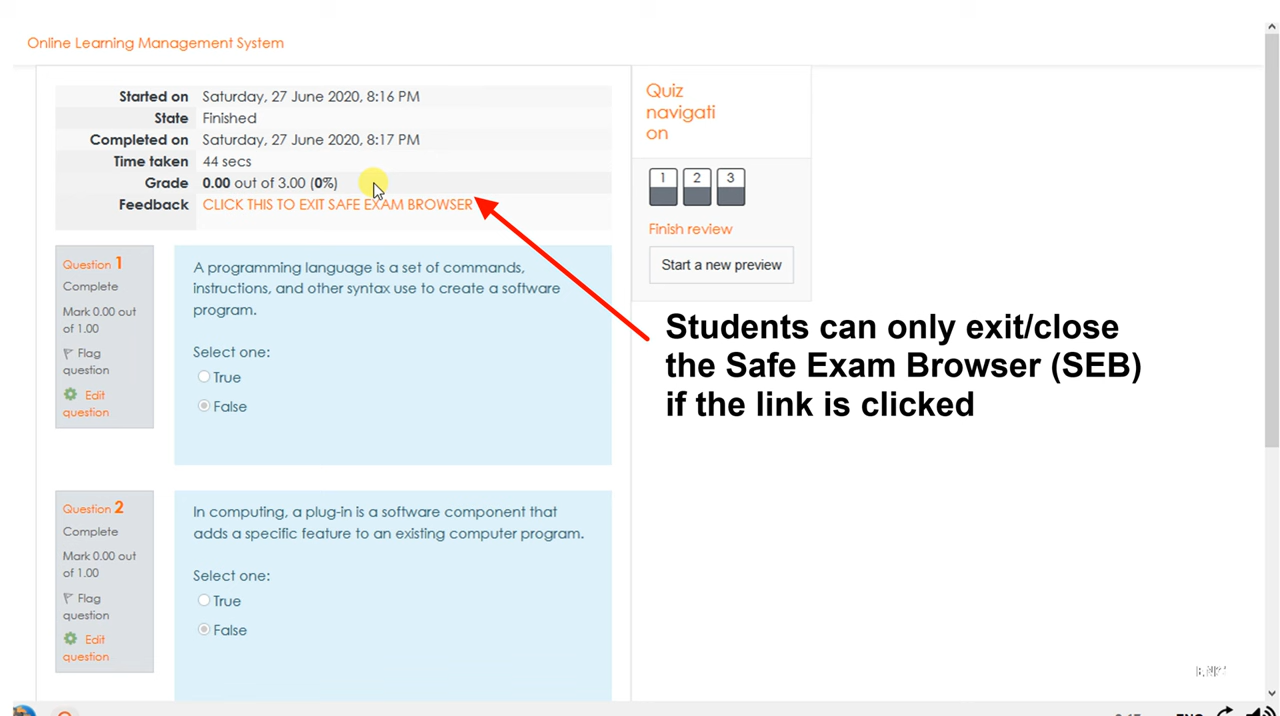 Online Learning Management System
Started on Saturday, 27 June 2020, 8:16 PM
State Finished
Completed on Saturday, 27 June 2020, 8:17 PM
Time taken 44 secs
Grade 0.00 out of 3.00 (0%)
Feedback CLICK THIS TO EXIT SAFE EXAM BROWSER
Quiz
navigati
on
1 2 3
Finish review
Start a new preview
Students can only exit/close
the Safe Exam Browser (SEB)
if the link is clicked
Question 1
Complete
Mark 0.00 out
of 1.00
Flag
question
Edit
question
A programming language is a set of commands,
instructions, and other syntax use to create a software
program.
Select one:
True
False
Question 2
Complete
Mark 0.00 out
of 1.00
Flag
question
Edit
question
In computing, a plug-in is a software component that
adds a specific feature to an existing computer program.
Select one:
True
False